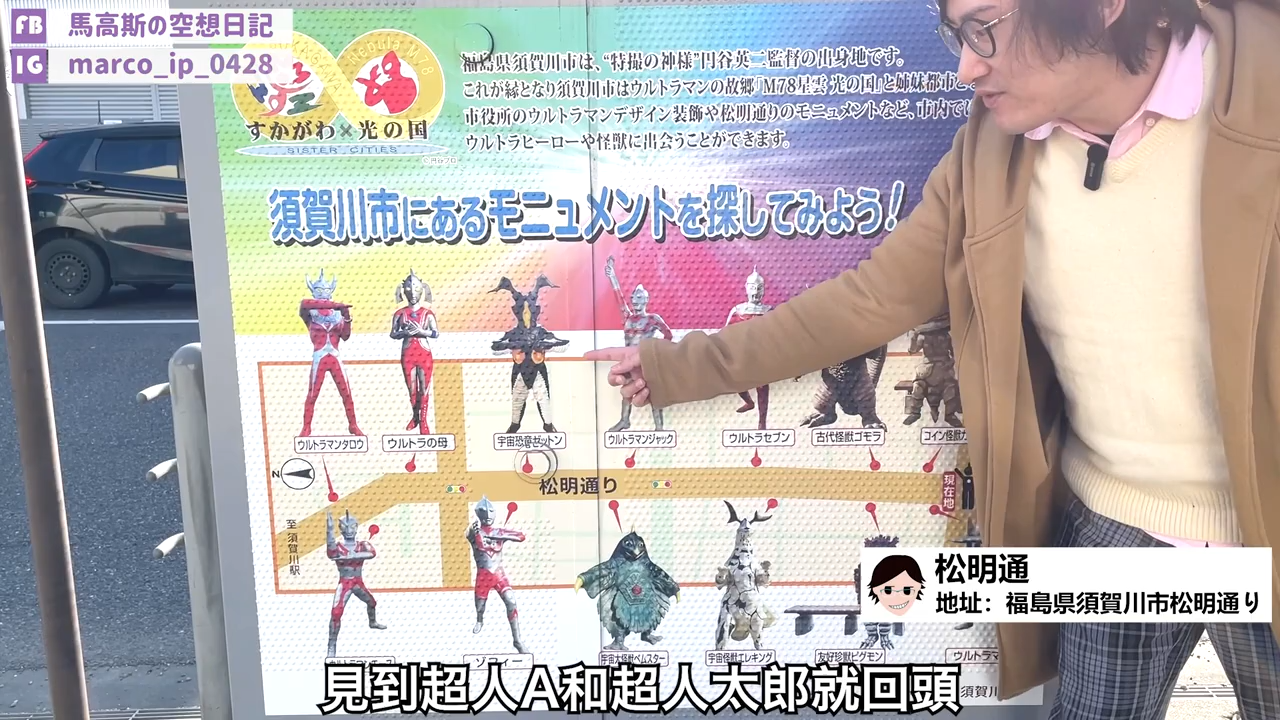 FB 馬高斯の空想日記
IG marco_ip_0428
すかがわ×光の国
SISTER CITIES
福島県須賀川市は、“特撮の神様”円谷英二監督の出身地です。
これが縁となり須賀川市はウルトラマンの故郷「M78星雲 光の国」と姉妹都市と
市役所のウルトラマンデザイン装飾や松明通りのモニュメントなど、市内で
ウルトラヒーローや怪獣に出会うことができます。
須賀川市にあるモニュメントを探してみよう!
ウルトラマンタロウ
ウルトラの母
宇宙恐竜ゼットン
ウルトラマンジャック
ウルトラセブン
古代怪獣ゴモラ
コイン怪獣カ
N
松明通り
現在地
至須賀川駅
ウルトラマンエース
ゾフィー
宇宙大怪獣ベムスター
宇宙怪獣エレキング
友好珍獣ピグモン
ウルトラマ
須賀川
松明通
地址：福島県須賀川市松明通り
見到超人A和超人太郎就回頭